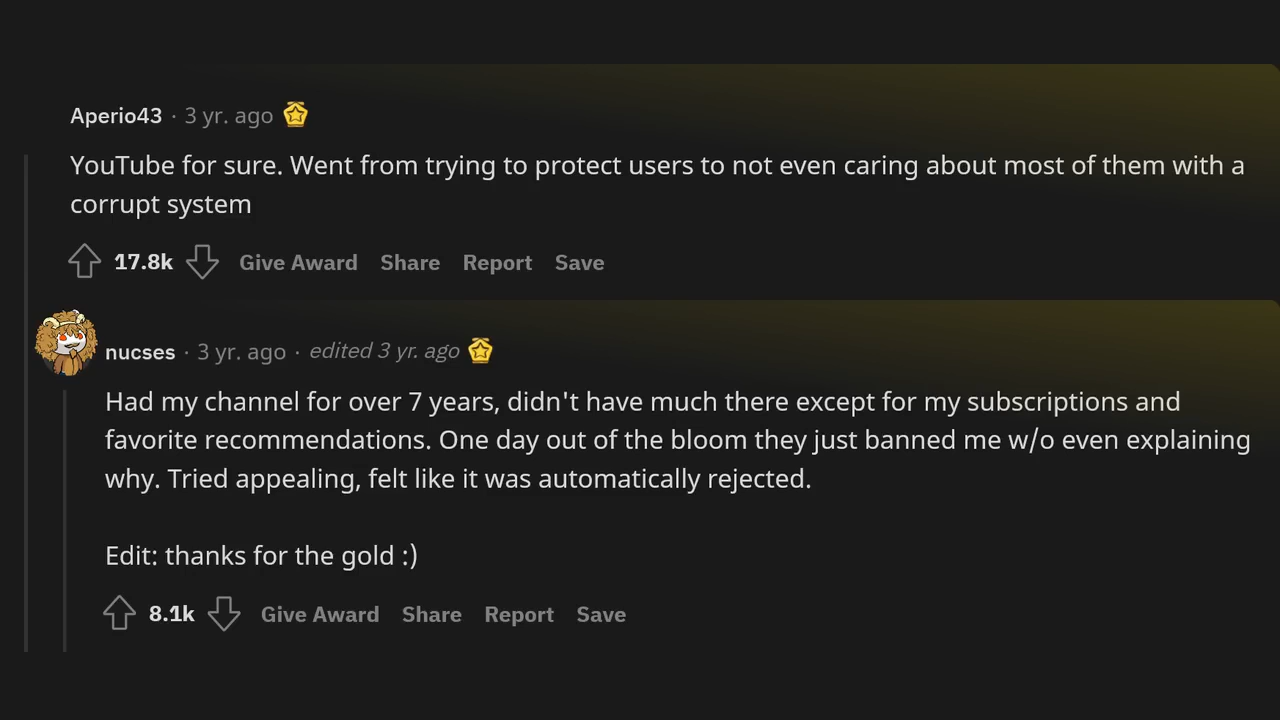 Aperio43 · 3 yr. ago
YouTube for sure. Went from trying to protect users to not even caring about most of them with a
corrupt system
17.8k Give Award Share Report Save
nucses · 3 yr. ago · edited 3 yr. ago
Had my channel for over 7 years, didn't have much there except for my subscriptions and
favorite recommendations. One day out of the bloom they just banned me w/o even explaining
why. Tried appealing, felt like it was automatically rejected.
Edit: thanks for the gold :)
8.1k Give Award Share Report Save